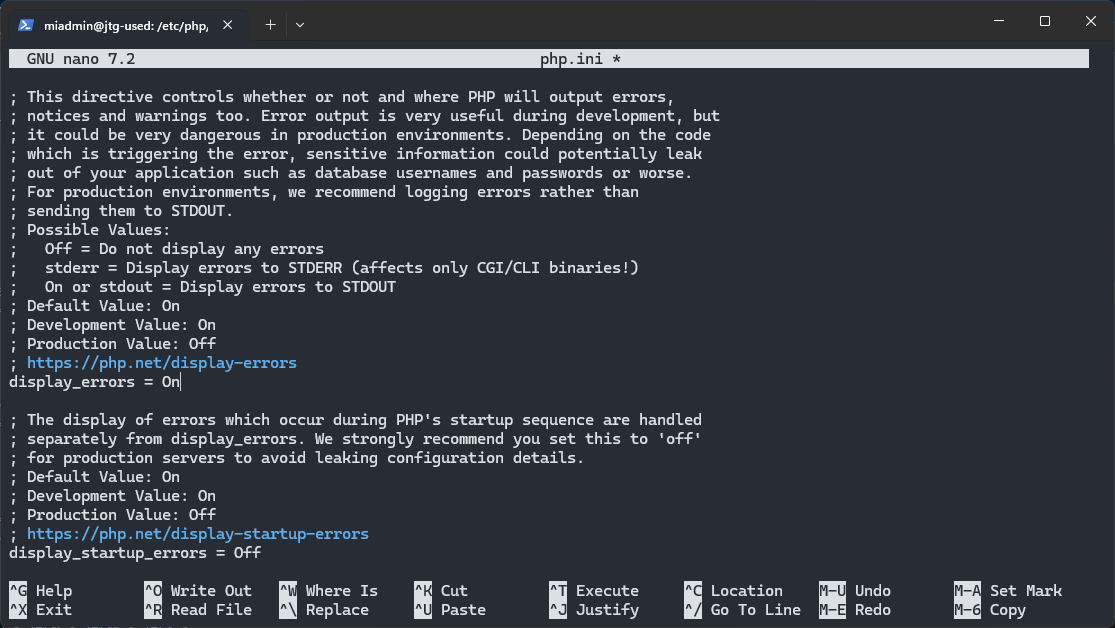 miadmin@jtg-used: /etc/php/
GNU nano 7.2 php.ini *
; This directive controls whether or not and where PHP will output errors,
; notices and warnings too. Error output is very useful during development, but
; it could be very dangerous in production environments. Depending on the code
; which is triggering the error, sensitive information could potentially leak
; out of your application such as database usernames and passwords or worse.
; For production environments, we recommend logging errors rather than
; sending them to STDOUT.
; Possible Values:
;   Off = Do not display any errors
;   stderr = Display errors to STDERR (affects only CGI/CLI binaries!)
;   On or stdout = Display errors to STDOUT
; Default Value: On
; Development Value: On
; Production Value: Off
; https://php.net/display-errors
display_errors = On
; The display of errors which occur during PHP's startup sequence are handled
; separately from display_errors. We strongly recommend you set this to 'off'
; for production servers to avoid leaking configuration details.
; Default Value: On
; Development Value: On
; Production Value: Off
; https://php.net/display-startup-errors
display_startup_errors = Off
^G Help ^O Write Out ^W Where Is ^K Cut ^T Execute ^C Location M-U Undo M-A Set Mark
^X Exit ^R Read File ^\ Replace ^U Paste ^J Justify ^/ Go To Line M-E Redo M-6 Copy